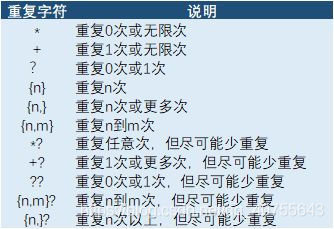 重复字符 说明
* 重复0次或无限次
+ 重复1次或无限次
? 重复0次或1次
{n} 重复n次
{n,} 重复n次或更多次
{n,m} 重复n到m次
*? 重复任意次，但尽可能少重复
+? 重复1次或更多次，但尽可能少重复
?? 重复0次或1次，但尽可能少重复
{n,m}? 重复n到m次，但尽可能少重复
{n,}? 重复n次以上，但尽可能少重复